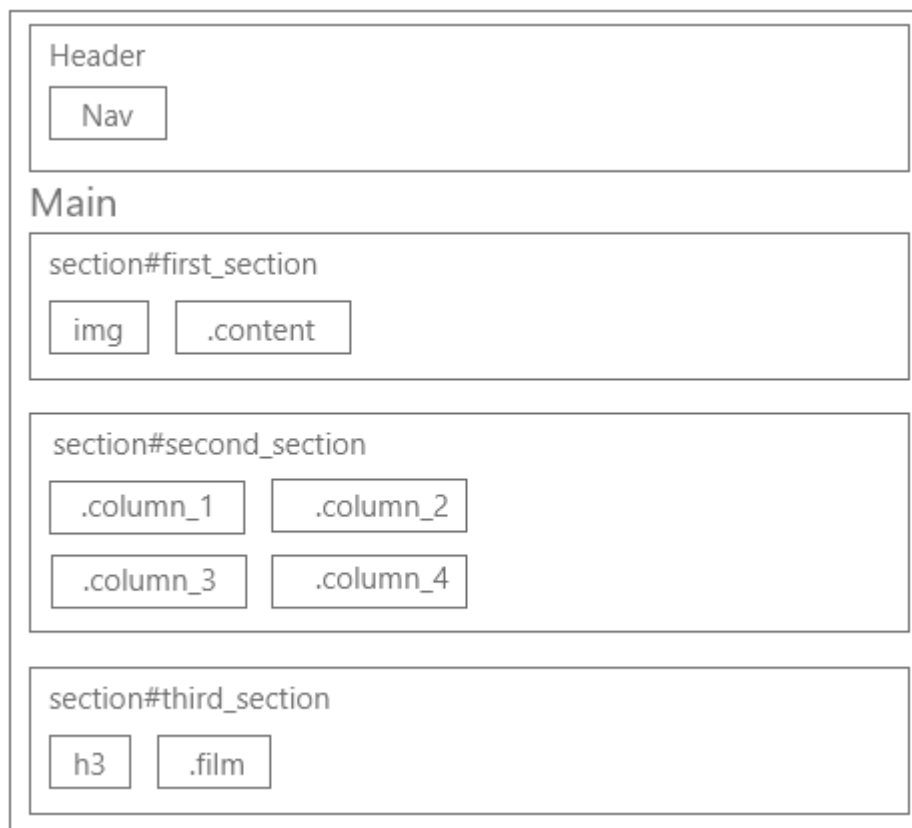 Header
Nav
Main
section#first_section
img .content
section#second_section
.column_1 .column_2
.column_3 .column_4
section#third_section
h3 .film